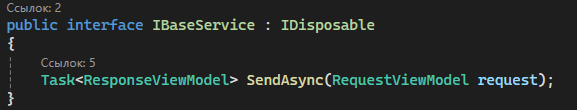 Ссылок: 2
public interface IBaseService : IDisposable
{
Ссылок: 5
Task<ResponseViewModel> SendAsync(RequestViewModel request);
}